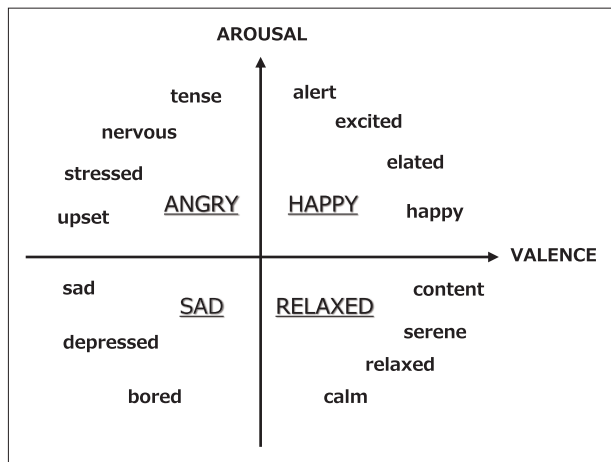 AROUSAL
tense
alert
excited
nervous
elated
stressed
ANGRY
HAPPY
happy
upset
VALENCE
sad
content
SAD
RELAXED
serene
depressed
relaxed
bored
calm